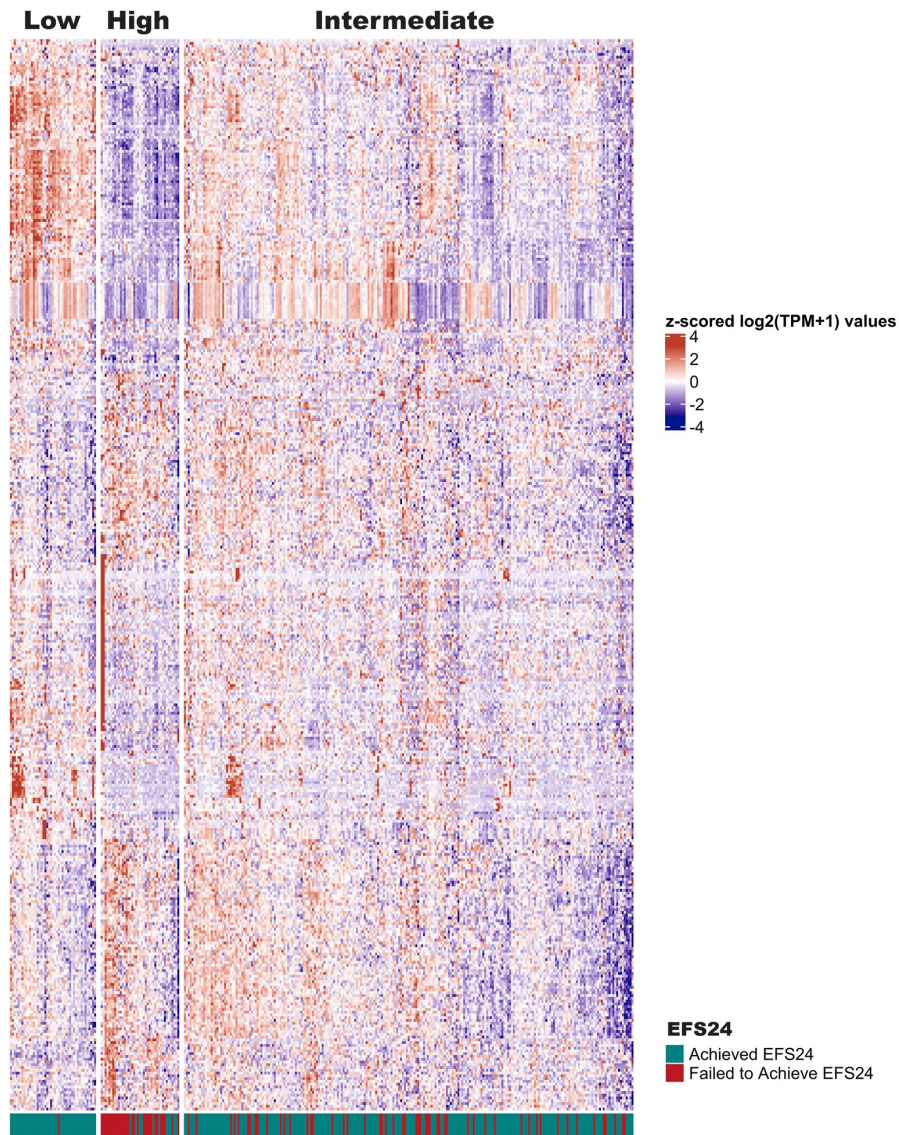 Low High Intermediate
z-scored log2(TPM+1) values
4
2
0
-2
-4
EFS24
Achieved EFS24
Failed to Achieve EFS24